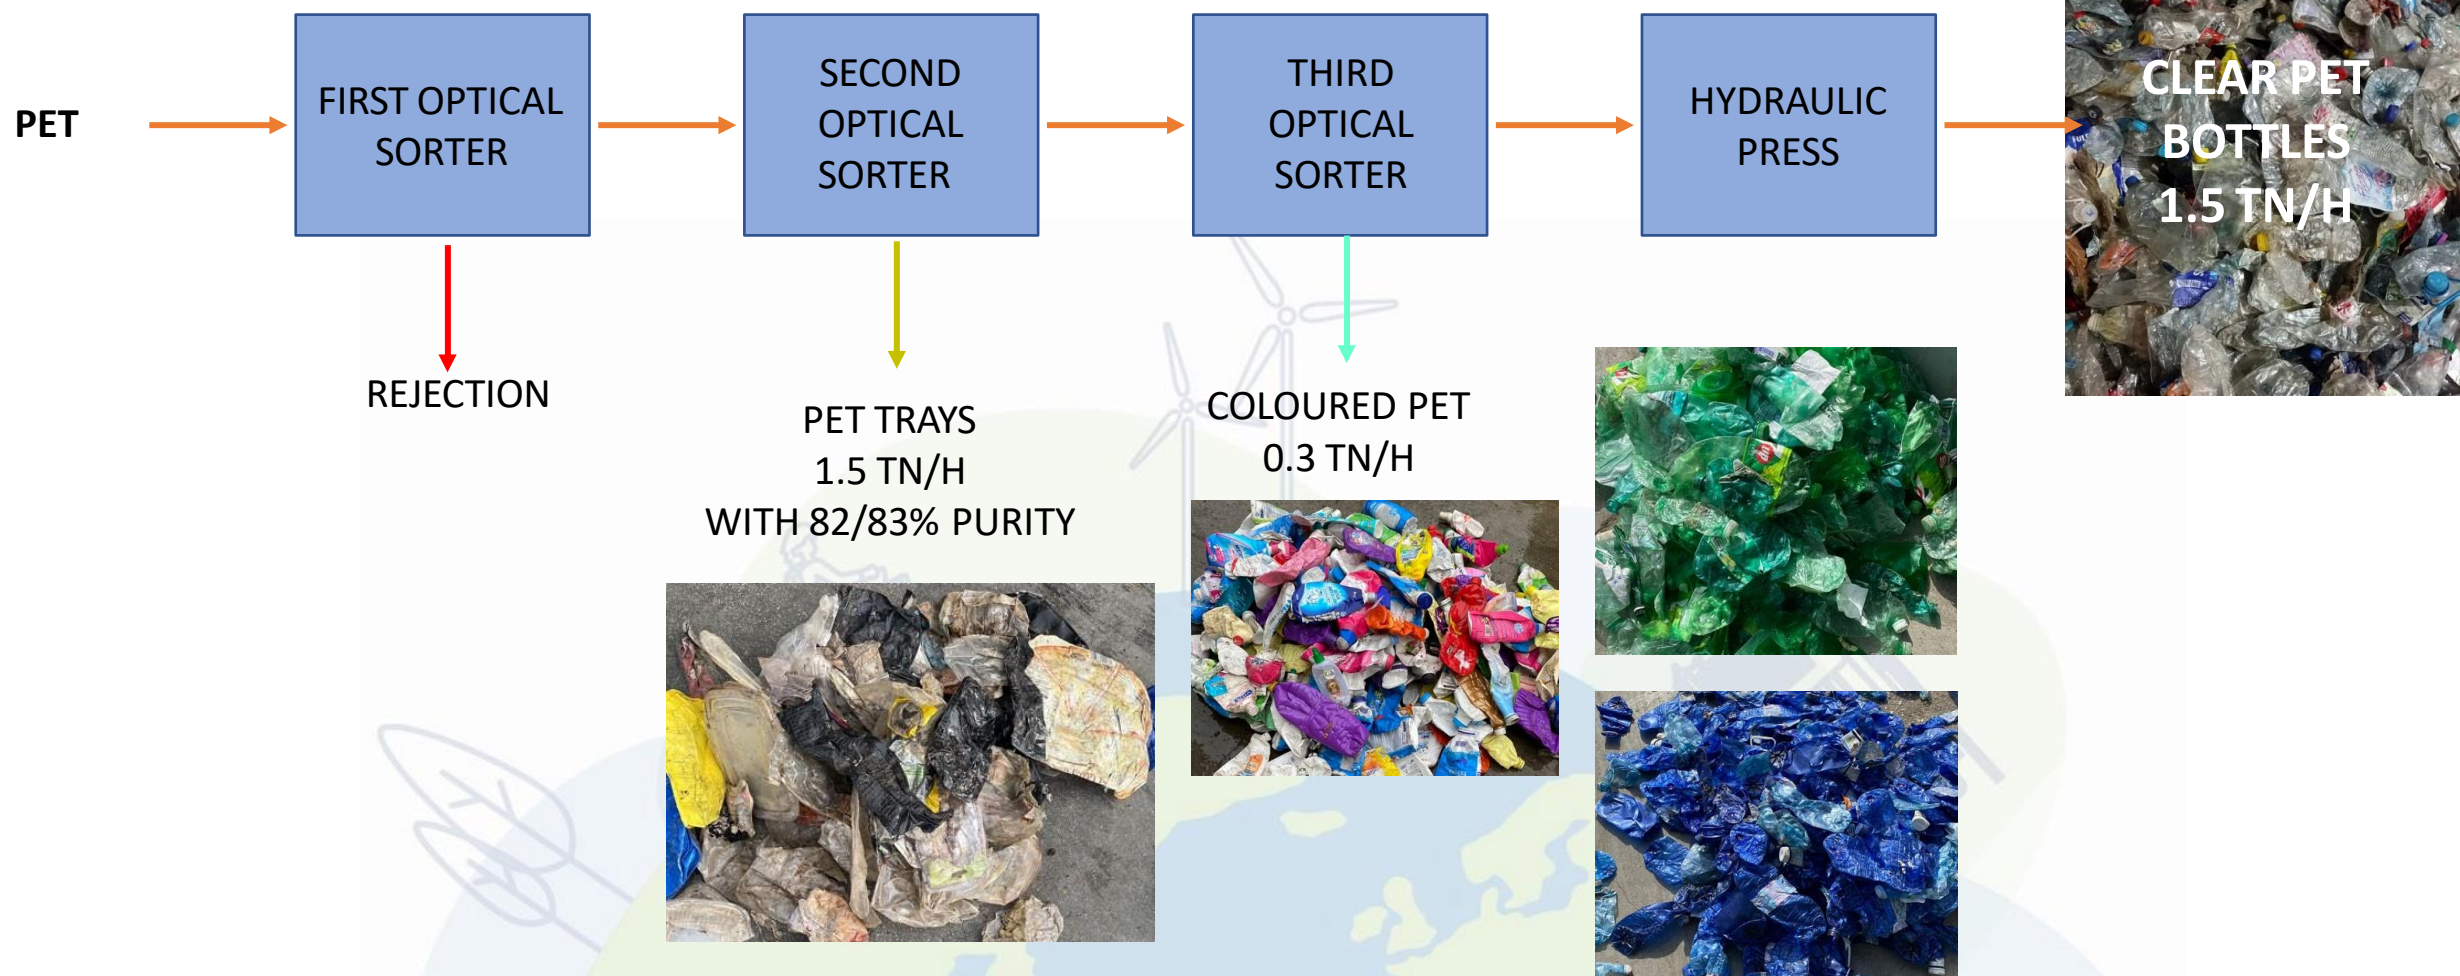 PET
FIRST OPTICAL
SORTER
SECOND
OPTICAL
SORTER
THIRD
OPTICAL
SORTER
HYDRAULIC
PRESS
CLEAR PET
BOTTLES
1.5 TN/H
REJECTION
PET TRAYS
1.5 TN/H
WITH 82/83% PURITY
COLOURED PET
0.3 TN/H